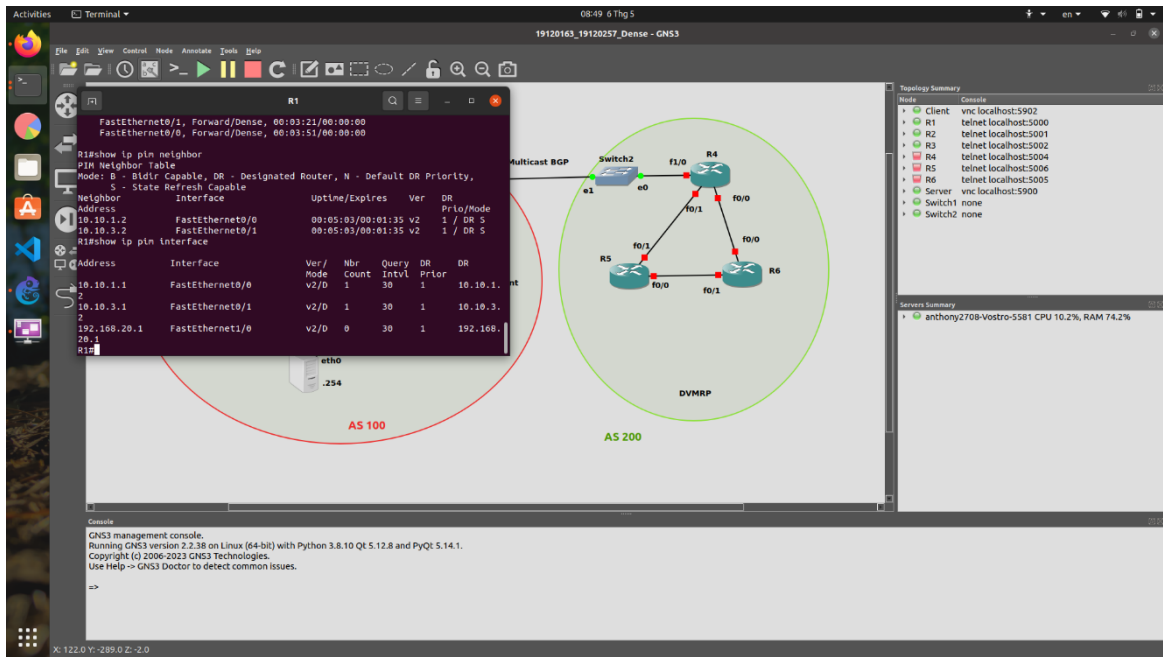 Activities
Terminal
08:49 6 Thg 5
en
19120163_19120257_Dense - GNS3
File Edit View Control Node Annotate Tools Help
R1
FastEthernet0/1, Forward/Dense, 00:03:21/00:00:00
FastEthernet0/0, Forward/Dense, 00:03:51/00:00:00
R1#show ip pim neighbor
PIM Neighbor Table
Mode: B - Bidir Capable, DR - Designated Router, N - Default DR Priority,
S - State Refresh Capable
Neighbor Interface Uptime/Expires Ver DR
Address Prio/Mode
10.10.1.2 FastEthernet0/0 00:05:03/00:01:35 v2 1 / DR S
10.10.3.2 FastEthernet0/1 00:05:03/00:01:35 v2 1 / DR S
R1#show ip pim interface
Address Interface Ver/ Nbr Query DR DR
Mode Count Intvl Prior
10.10.1.1 FastEthernet0/0 v2/D 1 30 1 10.10.1.
2
10.10.3.1 FastEthernet0/1 v2/D 1 30 1 10.10.3.
2
192.168.20.1 FastEthernet1/0 v2/D 0 30 1 192.168.
20.1
R1#
Multicast BGP
Switch2
e1
e0
f1/0
R4
f0/1
f0/0
f0/1
f0/0
R5
R6
f0/0
f0/1
nt
eth0
.254
AS 100
DVMRP
AS 200
Topology Summary
Node Console
Client vnc localhost:5902
R1 telnet localhost:5000
R2 telnet localhost:5001
R3 telnet localhost:5002
R4 telnet localhost:5004
R5 telnet localhost:5006
R6 telnet localhost:5005
Server vnc localhost:5900
Switch1 none
Switch2 none
Servers Summary
anthony2708-Vostro-5581 CPU 10.2%, RAM 74.2%
Console
GNS3 management console.
Running GNS3 version 2.2.38 on Linux (64-bit) with Python 3.8.10 Qt 5.12.8 and PyQt 5.14.1.
Copyright (c) 2006-2023 GNS3 Technologies.
Use Help -> GNS3 Doctor to detect common issues.
=>
X: 122.0 Y: -289.0 Z: -2.0